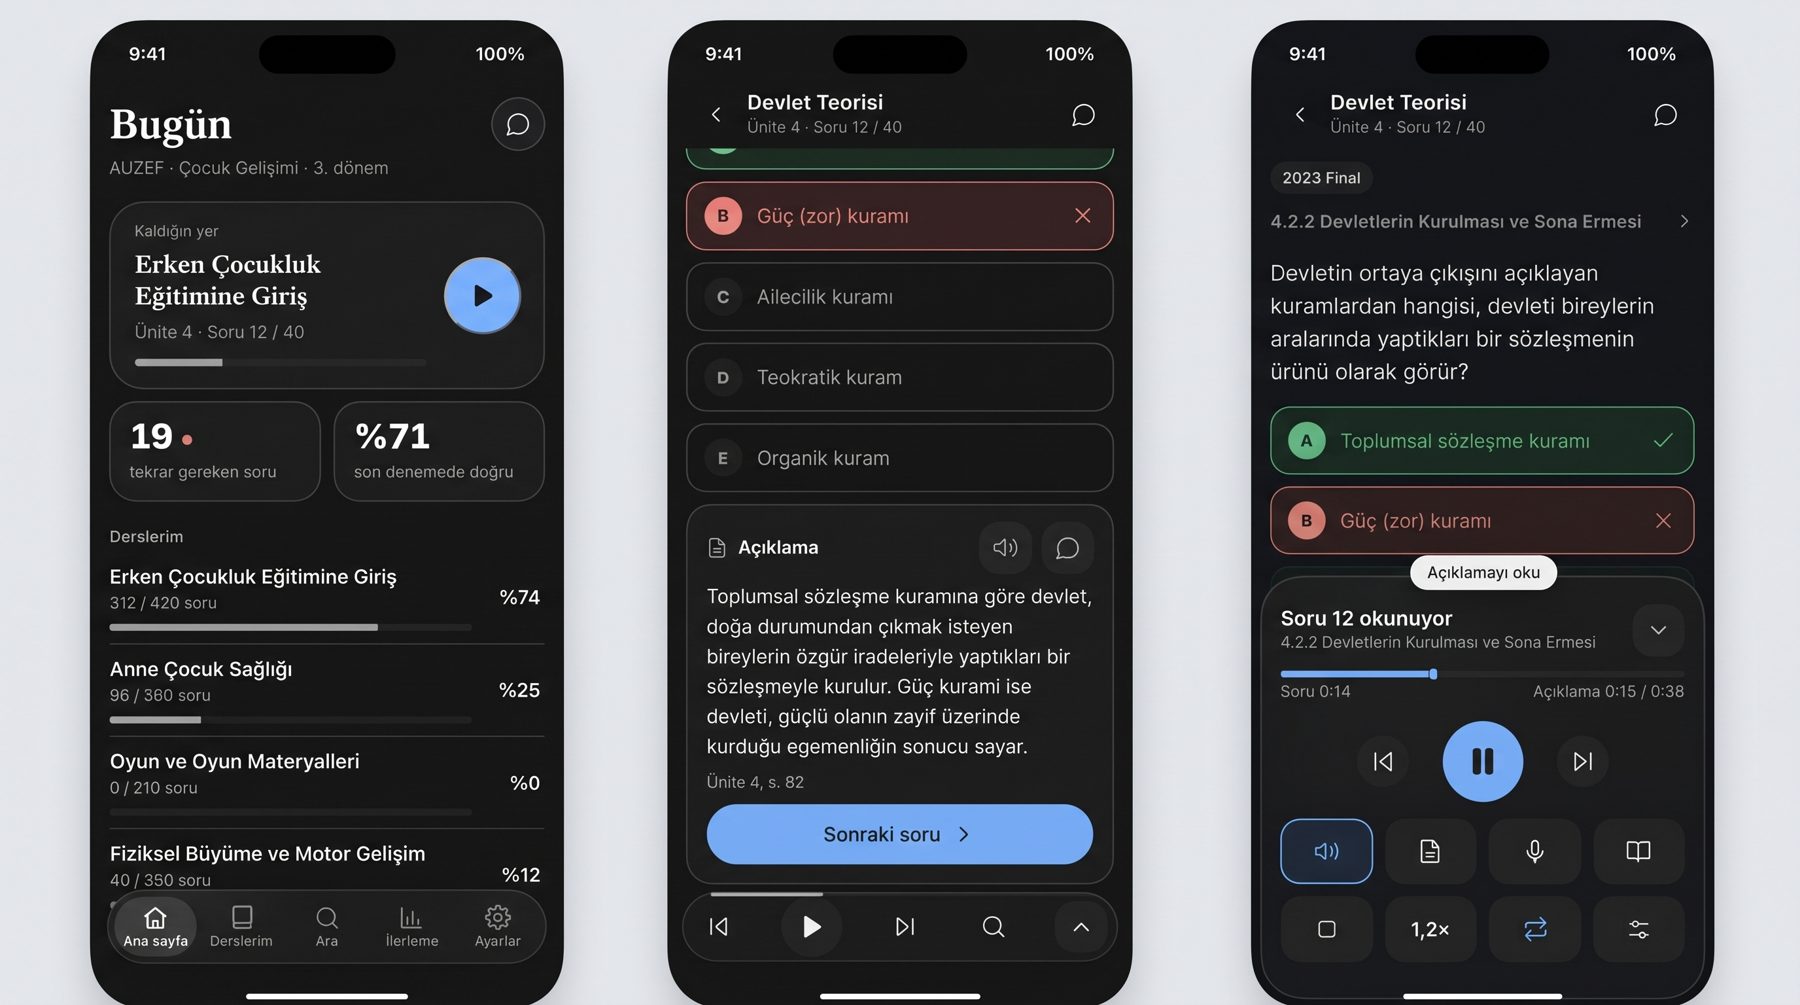 9:41
100%
Bugün
AUZEF · Çocuk Gelişimi · 3. dönem
Kaldığın yer
Erken Çocukluk
Eğitimine Giriş
Ünite 4 · Soru 12 / 40
19
tekrar gereken soru
%71
son denemede doğru
Derslerim
Erken Çocukluk Eğitimine Giriş
312 / 420 soru
%74
Anne Çocuk Sağlığı
96 / 380 soru
%25
Oyun ve Oyun Materyalleri
0 / 210 soru
%0
Fiziksel Büyüme ve Motor Gelişim
40 / 350 soru
%12
Ana sayfa
Derslerim
Ara
İlerleme
Ayarlar
9:41
100%
Devlet Teorisi
Ünite 4 · Soru 12 / 40
B
Güç (zor) kuramı
C
Ailecilik kuramı
D
Teokratik kuram
E
Organik kuram
Açıklama
Toplumsal sözleşme kuramına göre devlet,
doğa durumundan çıkmak isteyen
bireylerin özgür iradeleriyle yaptıkları bir
sözleşmeyle kurulur. Güç kurami ise
devleti, güçlü olanın zayif üzerinde
kurduğu egemenliğin sonucu sayar.
Ünite 4, s. 82
Sonraki soru
9:41
100%
Devlet Teorisi
Ünite 4 · Soru 12 / 40
2023 Final
4.2.2 Devletlerin Kurulması ve Sona Ermesi
Devletin ortaya çıkışını açıklayan
kuramlardan hangisi, devleti bireylerin
aralarında yaptıkları bir sözleşmenin
ürünü olarak görür?
A
Toplumsal sözleşme kuramı
B
Güç (zor) kuramı
Açıklamayı oku
Soru 12 okunuyor
4.2.2 Devletlerin Kurulması ve Sona Ermesi
Soru 0:14
Açıklama 0:15 / 0:38
1,2×